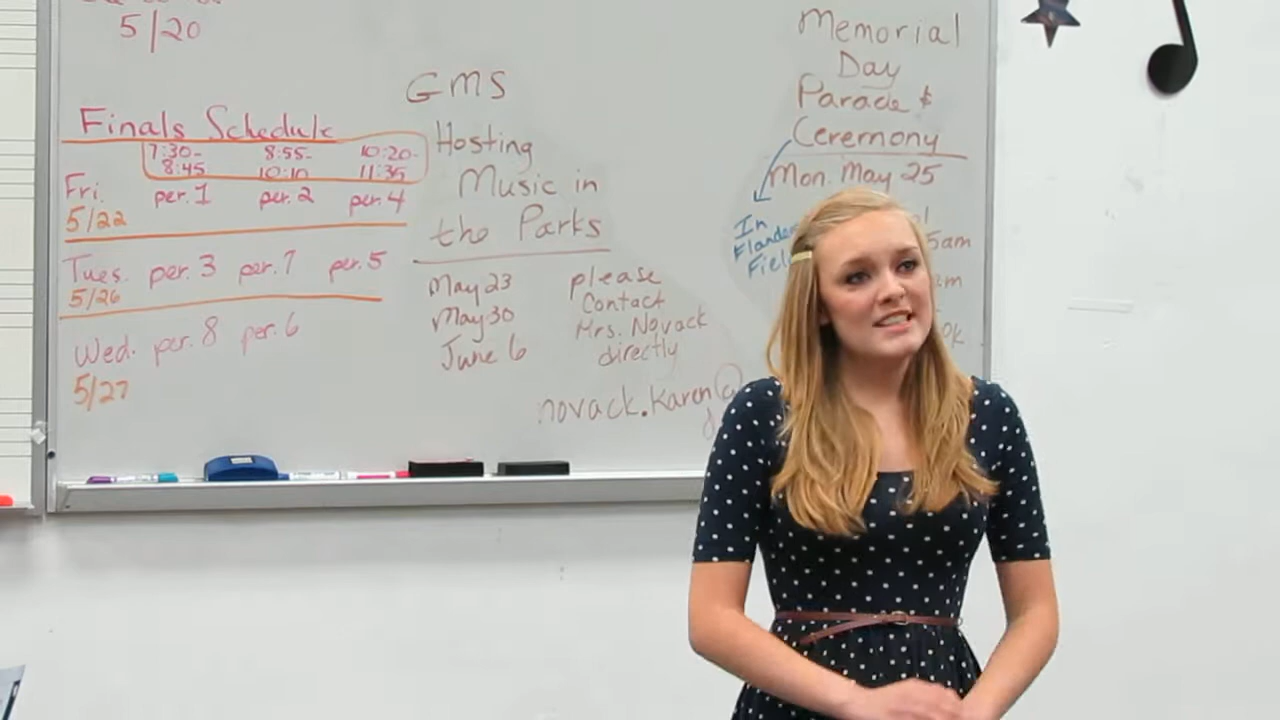 5/20
Finals Schedule
7:30- 8:55- 10:20-
8:45 10:10 11:35
Fri. per.1 per.2 per.4
5/22
Tues. per.3 per.7 per.5
5/26
Wed. per.8 per.6
5/27
GMS
Hosting
Music in
the Parks
May 23
May 30
June 6
please
Contact
Mrs. Novack
directly
novack.karen@
Memorial
Day
Parade &
Ceremony
Mon. May 25
In
5am